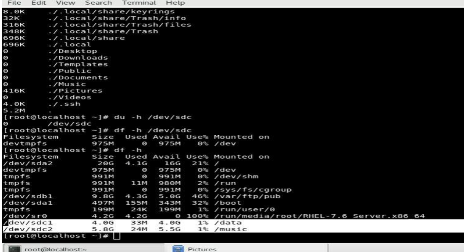 File Edit View Search Terminal Help
8.0K ./.local/share/keyrings
32K ./.local/share/Trash/info
316K ./.local/share/Trash/files
348K ./.local/share/Trash
696K ./.local/share
696K ./.local
0 ./Desktop
0 ./Downloads
0 ./Templates
0 ./Public
0 ./Documents
0 ./Music
416K ./Pictures
0 ./Videos
4.0K ./.ssh
5.2M .
[root@localhost ~]# du -h /dev/sdc
0 /dev/sdc
[root@localhost ~]# df -h /dev/sdc
Filesystem Size Used Avail Use% Mounted on
devtmpfs 975M 0 975M 0% /dev
[root@localhost ~]# df -h
Filesystem Size Used Avail Use% Mounted on
/dev/sda2 20G 4.1G 16G 21% /
devtmpfs 975M 0 975M 0% /dev
tmpfs 991M 0 991M 0% /dev/shm
tmpfs 991M 11M 980M 2% /run
tmpfs 991M 0 991M 0% /sys/fs/cgroup
/dev/sdb1 9.8G 4.3G 5.0G 46% /var/ftp/pub
/dev/sda1 497M 155M 343M 32% /boot
tmpfs 199M 24K 199M 1% /run/user/0
/dev/sr0 4.2G 4.2G 0 100% /run/media/root/RHEL-7.6 Server.x86_64
/dev/sdc1 4.0G 33M 4.0G 1% /data
/dev/sdc2 5.8G 24M 5.5G 1% /music
[root@localhost ~]#
root@localhost:~ Pictures